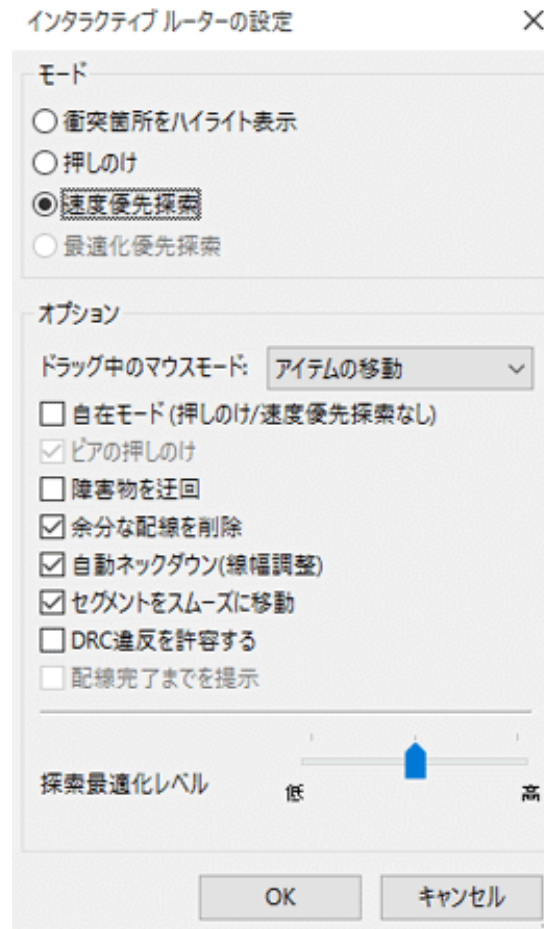 インタラクティブ ルーターの設定
モード
衝突箇所をハイライト表示
押しのけ
速度優先探索
最適化優先探索
オプション
ドラッグ中のマウスモード: アイテムの移動
自在モード (押しのけ/速度優先探索なし)
ビアの押しのけ
障害物を迂回
余分な配線を削除
自動ネックダウン(線幅調整)
セグメントをスムーズに移動
DRC違反を許容する
配線完了までを提示
探索最適化レベル
低 高
OK キャンセル